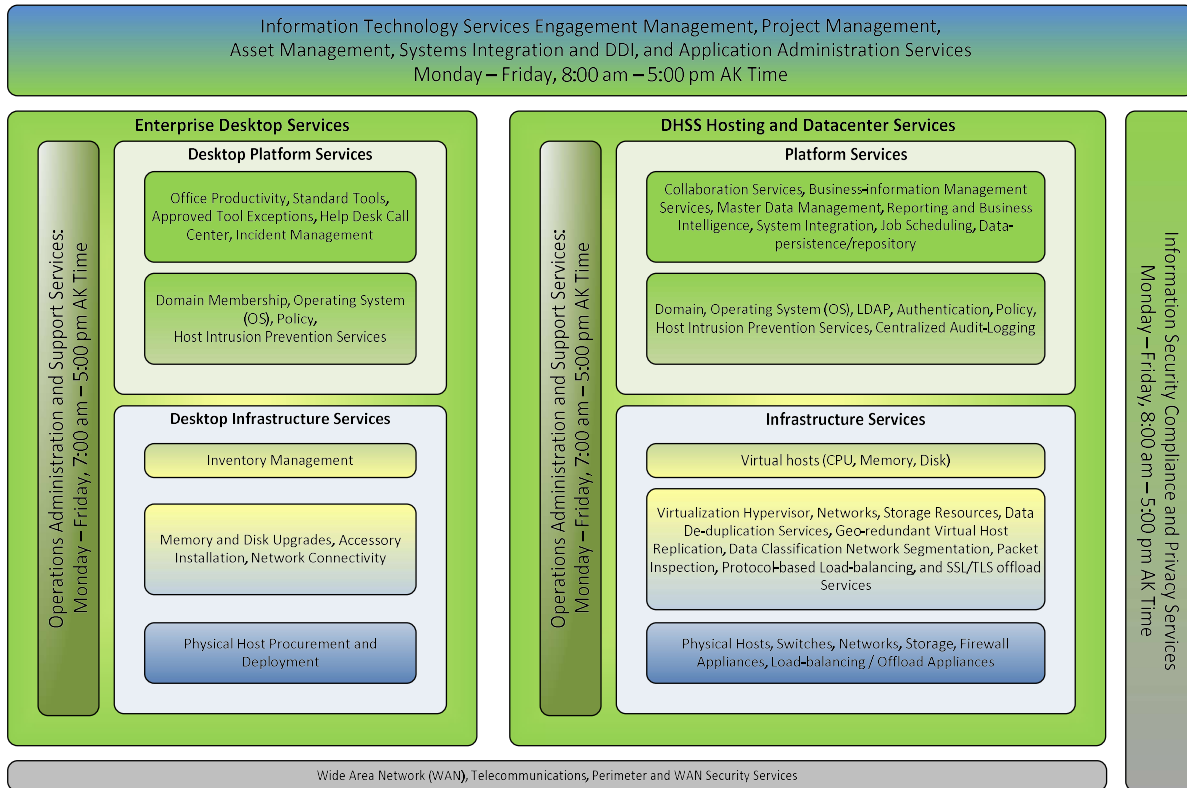 Information Technology Services Engagement Management, Project Management,
Asset Management, Systems Integration and DDI, and Application Administration Services
Monday – Friday, 8:00 am – 5:00 pm AK Time
Enterprise Desktop Services
Operations Administration and Support Services:
Monday – Friday, 7:00 am – 5:00 pm AK Time
Desktop Platform Services
Office Productivity, Standard Tools,
Approved Tool Exceptions, Help Desk Call
Center, Incident Management
Domain Membership, Operating System
(OS), Policy,
Host Intrusion Prevention Services
Desktop Infrastructure Services
Inventory Management
Memory and Disk Upgrades, Accessory
Installation, Network Connectivity
Physical Host Procurement and
Deployment
DHSS Hosting and Datacenter Services
Operations Administration and Support Services:
Monday – Friday, 7:00 am – 5:00 pm AK Time
Platform Services
Collaboration Services, Business-information Management
Services, Master Data Management, Reporting and Business
Intelligence, System Integration, Job Scheduling, Data-
persistence/repository
Domain, Operating System (OS), LDAP, Authentication, Policy,
Host Intrusion Prevention Services, Centralized Audit-Logging
Infrastructure Services
Virtual hosts (CPU, Memory, Disk)
Virtualization Hypervisor, Networks, Storage Resources, Data
De-duplication Services, Geo-redundant Virtual Host
Replication, Data Classification Network Segmentation, Packet
Inspection, Protocol-based Load-balancing, and SSL/TLS offload
Services
Physical Hosts, Switches, Networks, Storage, Firewall
Appliances, Load-balancing / Offload Appliances
Information Security Compliance and Privacy Services
Monday – Friday, 8:00 am – 5:00 pm AK Time
Wide Area Network (WAN), Telecommunications, Perimeter and WAN Security Services